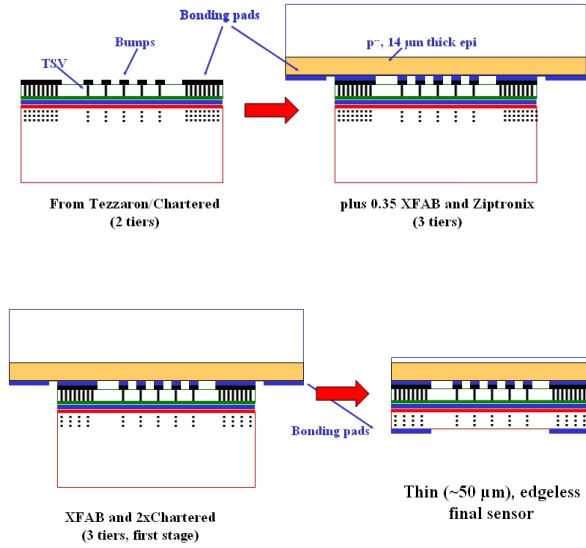 Bumps
Bonding pads
TSV
p⁻, 14 µm thick epi
From Tezzaron/Chartered
(2 tiers)
plus 0.35 XFAB and Ziptronix
(3 tiers)
Bonding pads
XFAB and 2xChartered
(3 tiers, first stage)
Thin (~50 µm), edgeless
final sensor